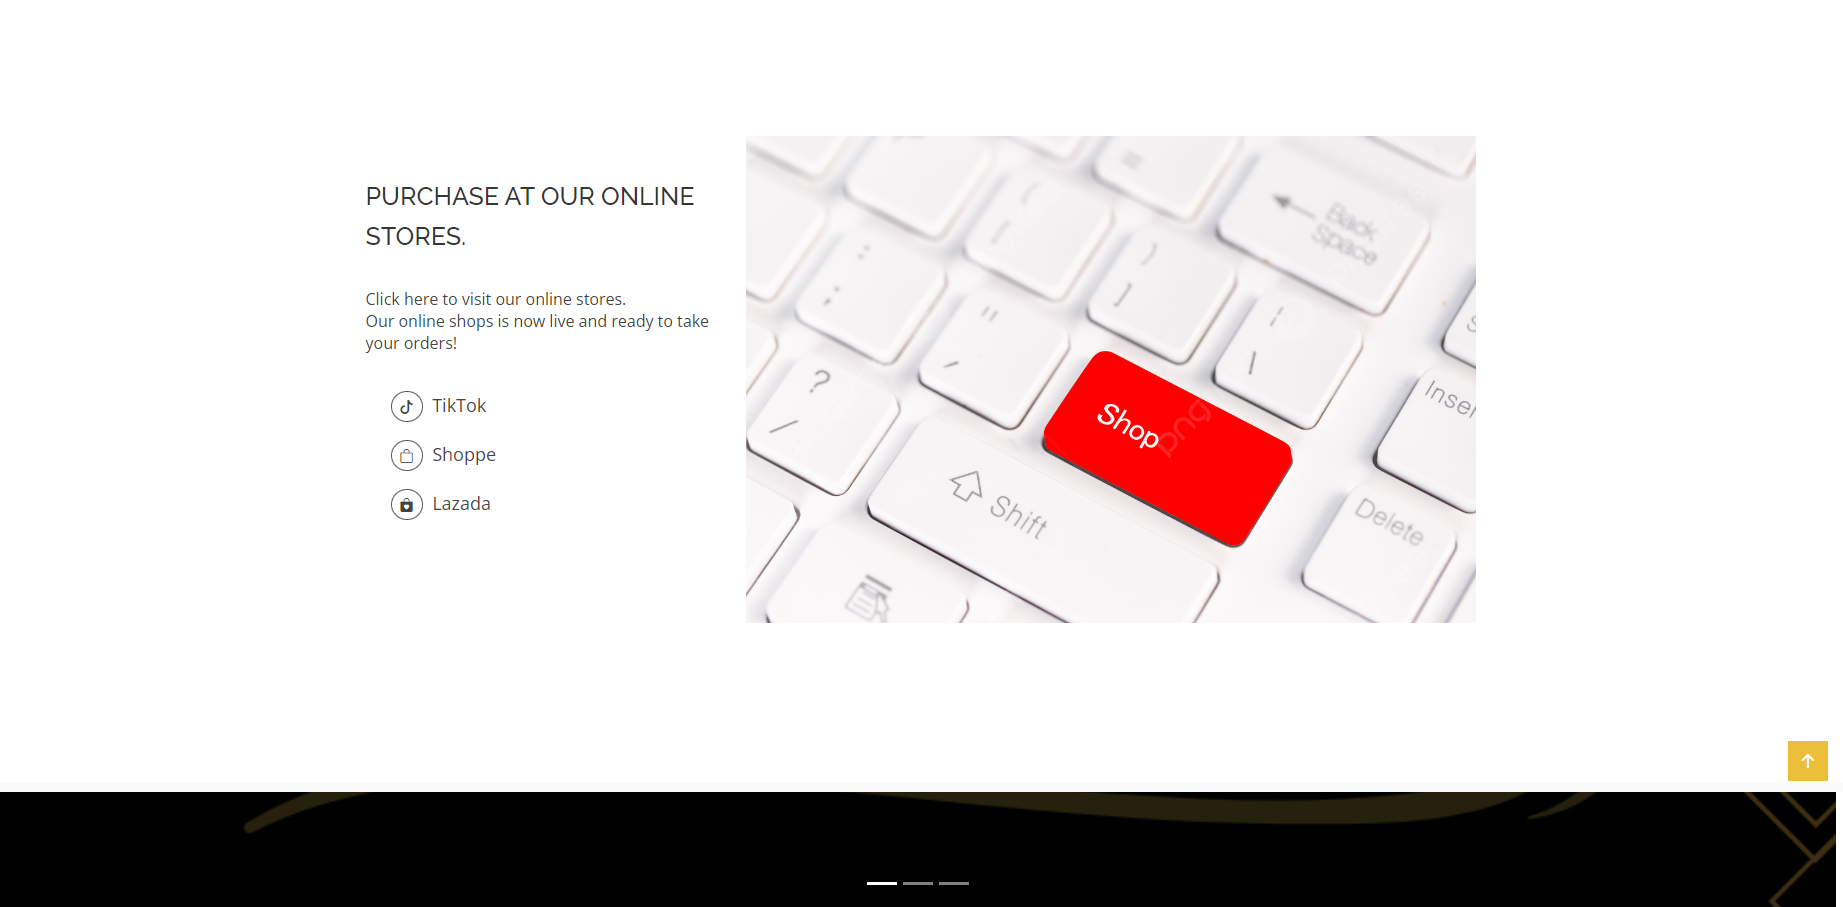 PURCHASE AT OUR ONLINE
STORES.
Click here to visit our online stores.
Our online shops is now live and ready to take
your orders!
TikTok
Shoppe
Lazada
Back
Space
Shop
Shift
Delete